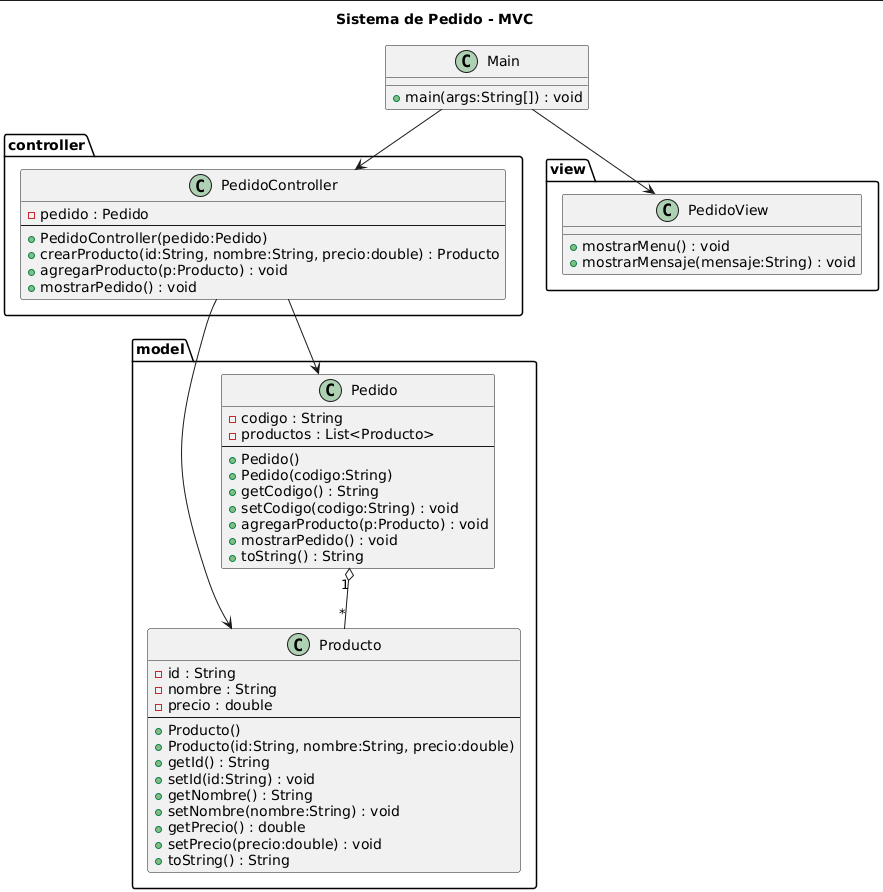 Sistema de Pedido - MVC
C Main
main(args:String[]) : void
controller
C PedidoController
pedido : Pedido
PedidoController(pedido:Pedido)
crearProducto(id:String, nombre:String, precio:double) : Producto
agregarProducto(p:Producto) : void
mostrarPedido() : void
view
C PedidoView
mostrarMenu() : void
mostrarMensaje(mensaje:String) : void
model
C Pedido
codigo : String
productos : List<Producto>
Pedido()
Pedido(codigo:String)
getCodigo() : String
setCodigo(codigo:String) : void
agregarProducto(p:Producto) : void
mostrarPedido() : void
toString() : String
1
*
C Producto
id : String
nombre : String
precio : double
Producto()
Producto(id:String, nombre:String, precio:double)
getId() : String
setId(id:String) : void
getNombre() : String
setNombre(nombre:String) : void
getPrecio() : double
setPrecio(precio:double) : void
toString() : String